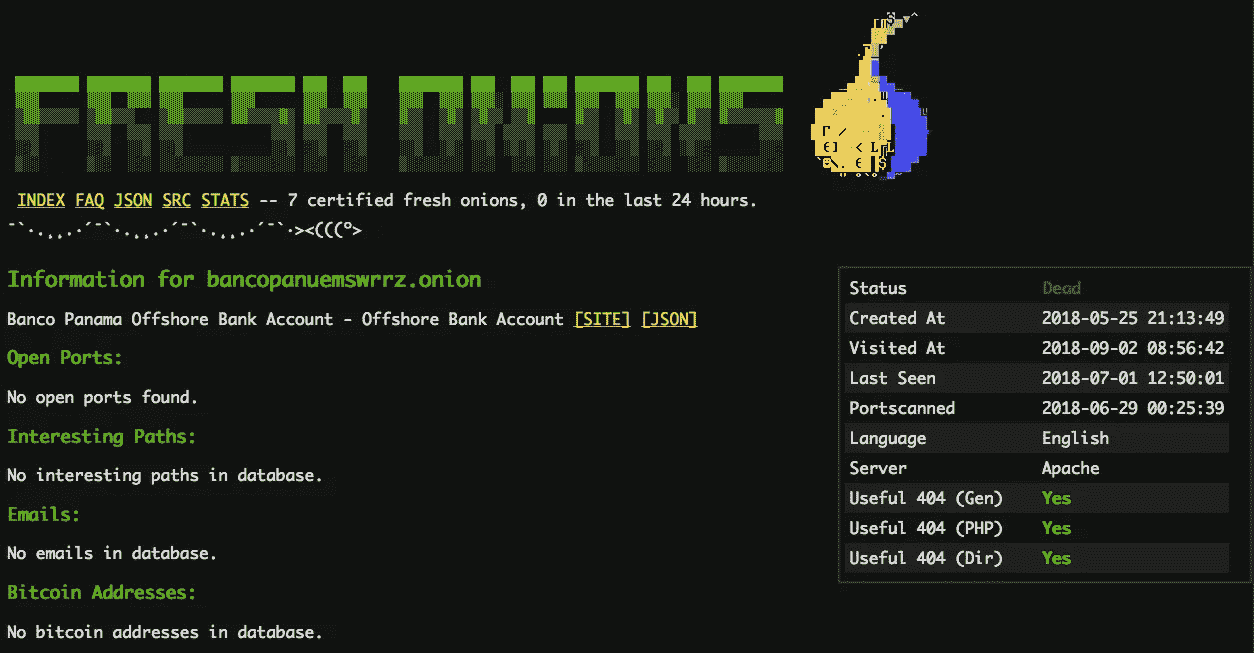 FRESH ONIONS
INDEX FAQ JSON SRC STATS -- 7 certified fresh onions, 0 in the last 24 hours.
Information for bancopanuemswrrz.onion
Banco Panama Offshore Bank Account - Offshore Bank Account [SITE] [JSON]
Open Ports:
No open ports found.
Interesting Paths:
No interesting paths in database.
Emails:
No emails in database.
Bitcoin Addresses:
No bitcoin addresses in database.
Status Dead
Created At 2018-05-25 21:13:49
Visited At 2018-09-02 08:56:42
Last Seen 2018-07-01 12:50:01
Portscanned 2018-06-29 00:25:39
Language English
Server Apache
Useful 404 (Gen) Yes
Useful 404 (PHP) Yes
Useful 404 (Dir) Yes